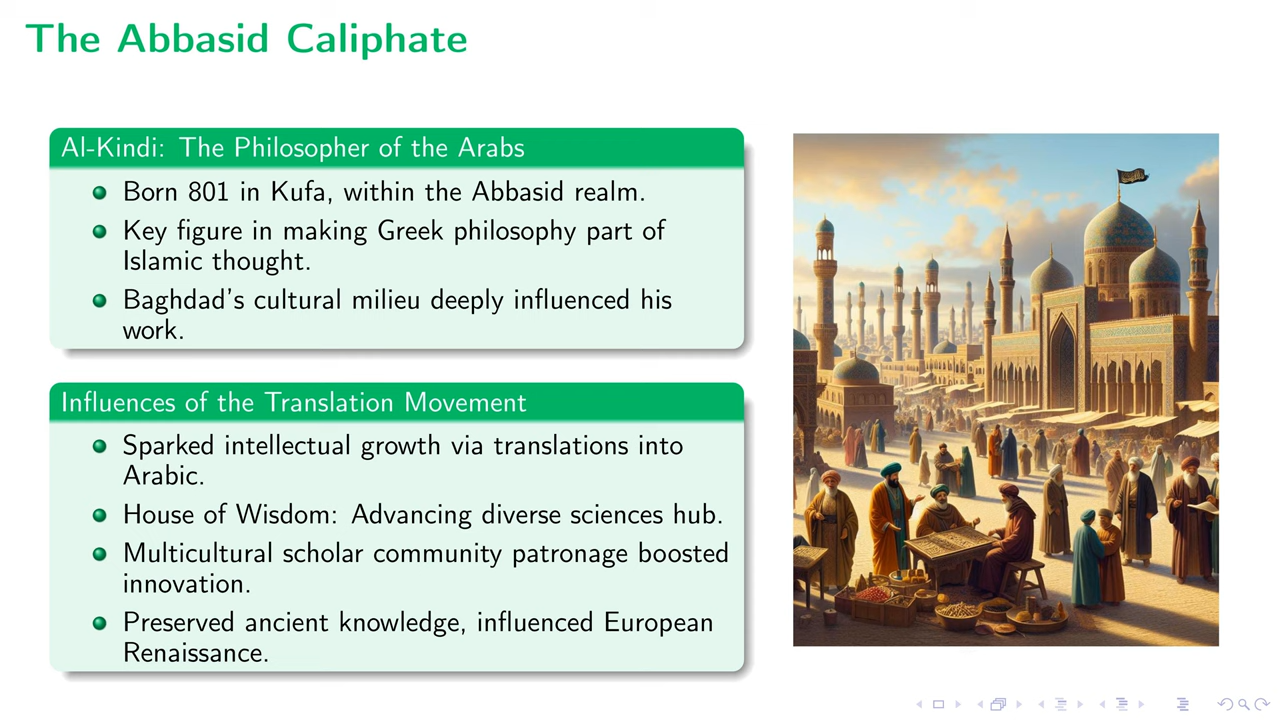 The Abbasid Caliphate
Al-Kindi: The Philosopher of the Arabs
Born 801 in Kufa, within the Abbasid realm.
Key figure in making Greek philosophy part of
Islamic thought.
Baghdad's cultural milieu deeply influenced his
work.
Influences of the Translation Movement
Sparked intellectual growth via translations into
Arabic.
House of Wisdom: Advancing diverse sciences hub.
Multicultural scholar community patronage boosted
innovation.
Preserved ancient knowledge, influenced European
Renaissance.